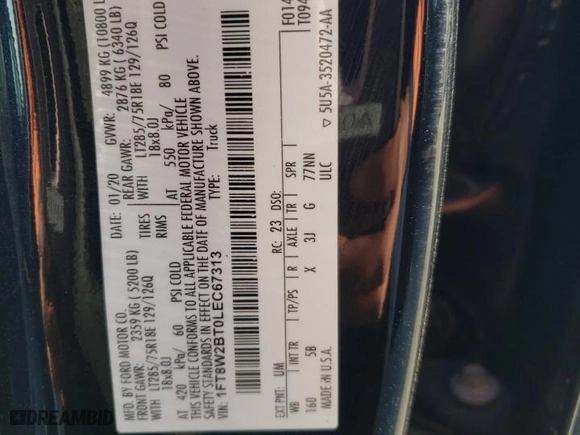 MFD. BY FORD MOTOR CO.
DATE: 01/20 GVWR: 4899 KG (10800 L
FRONT GAWR: 2359 KG ( 5200 LB) REAR GAWR: 2876 KG ( 6340 LB)
WITH LT285/75R18E 129/126Q TIRES WITH LT285/75R18E 129/126Q
18x8.0J RIMS 18x8.0J
AT 420 kPa/ 60 PSI COLD AT 550 kPa/ 80 PSI COLD
THIS VEHICLE CONFORMS TO ALL APPLICABLE FEDERAL MOTOR VEHICLE
SAFETY STANDARDS IN EFFECT ON THE DATE OF MANUFACTURE SHOWN ABOVE.
VIN: 1FT8W2BT0LEC67313 TYPE: Truck
F014
T094
EXT PNT: UM RC: 23 DSO:
WB INT TR TP/PS R AXLE TR SPR
160 5B X 3J G 77NN
MADE IN U.S.A. ULC
5U5A-3520472-AA
DREAMBID